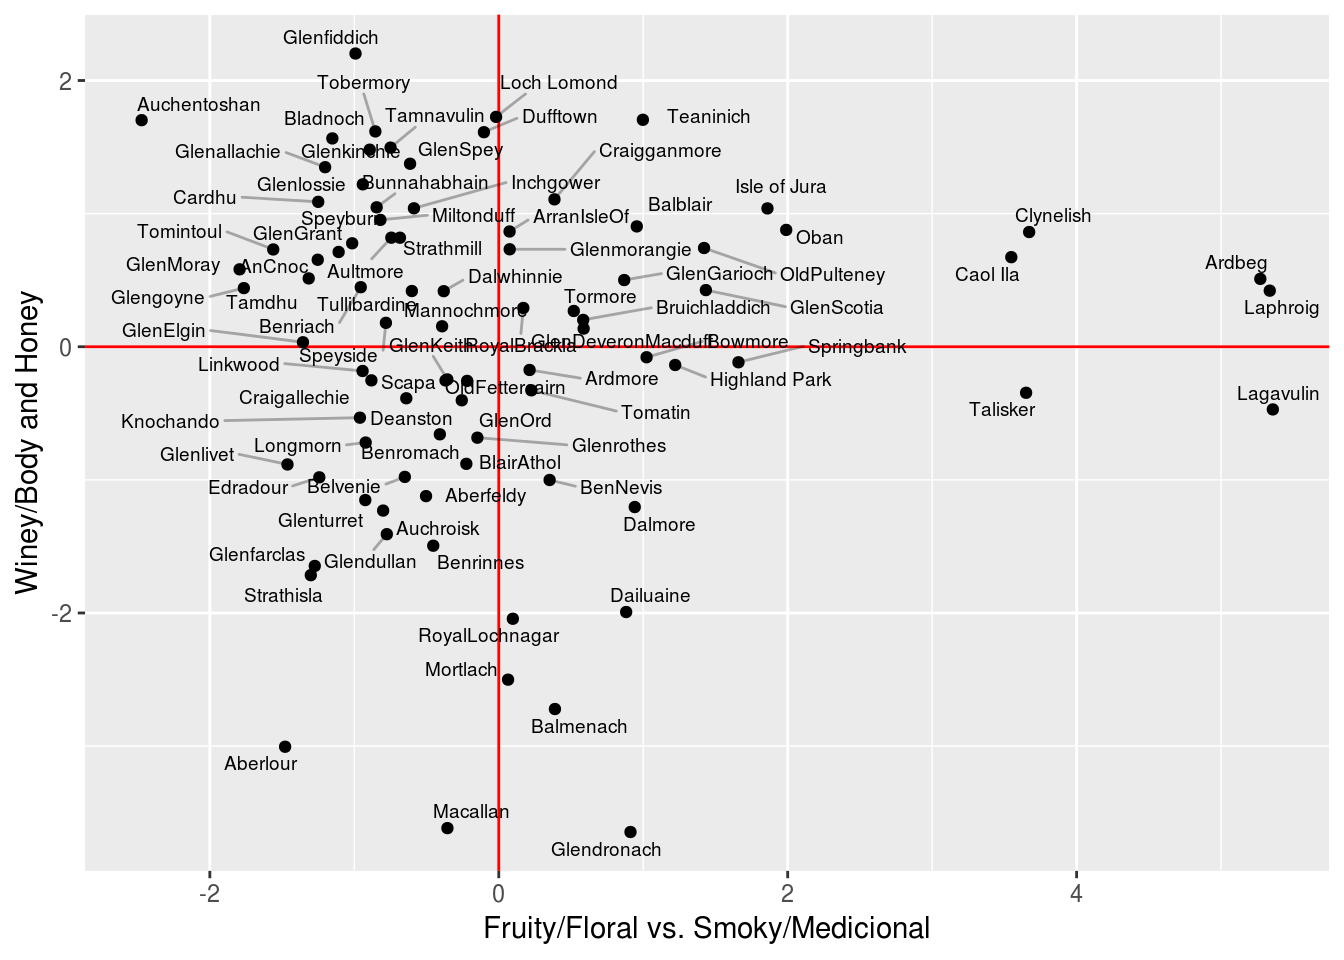 Glenfiddich
Tobermory
Loch Lomond
Auchentoshan
Bladnoch
Tamnavulin
Dufftown
Teaninich
Glenallachie
Glenkinchie
GlenSpey
Craigganmore
Cardhu
Glenlossie
Bunnahabhain
Inchgower
Isle of Jura
Balblair
Speyburn
Miltonduff
ArranIsleOf
Clynelish
Tomintoul
GlenGrant
Strathmill
Glenmorangie
Oban
GlenMoray
AnCnoc
Aultmore
Dalwhinnie
GlenGarioch
OldPulteney
Caol Ila
Ardbeg
Glengoyne
Tamdhu
Tullibardine
Mannochmore
Tormore
Bruichladdich
GlenScotia
Laphroig
GlenElgin
Benriach
Speyside
GlenKeith
RoyalBrackla
GlenDeveronMacduff
Bowmore
Springbank
Linkwood
Scapa
OldFettercairn
Ardmore
Highland Park
Craigallechie
Lagavulin
Talisker
Knochando
Deanston
GlenOrd
Tomatin
Longmorn
Benromach
Glenrothes
Glenlivet
BlairAthol
Edradour
Belvenie
Aberfeldy
BenNevis
Glenturret
Auchroisk
Dalmore
Glenfarclas
Glendullan
Benrinnes
Strathisla
Dailuaine
RoyalLochnagar
Mortlach
Balmenach
Aberlour
Macallan
Glendronach
2
0
-2
Winey/Body and Honey
-2
0
2
4
Fruity/Floral vs. Smoky/Medicional